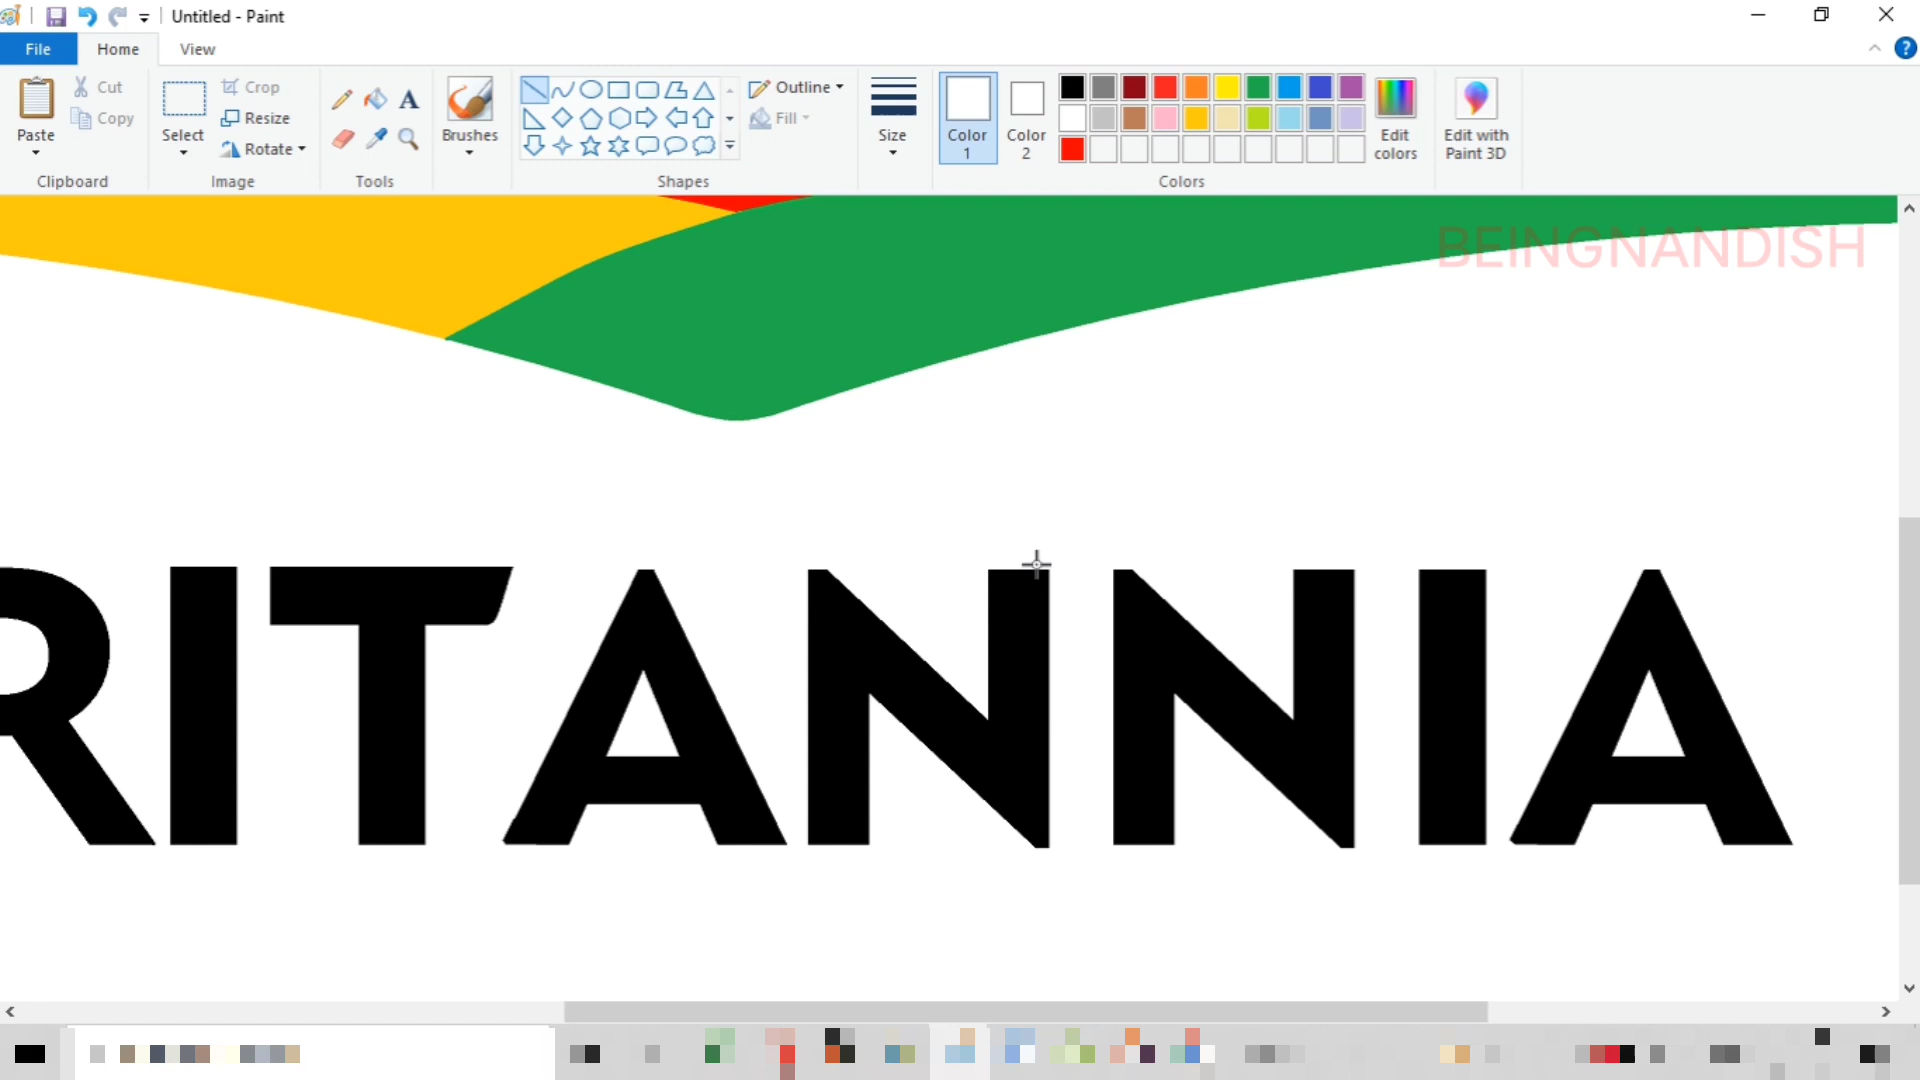 Untitled - Paint
File Home View
Cut
Crop
Outline
Copy
Resize
Fill
Paste
Select
Rotate
Brushes
Size
Color 1
Color 2
Edit colors
Edit with Paint 3D
Clipboard
Image
Tools
Shapes
Colors
BEINGNANDISH
RITANNIA